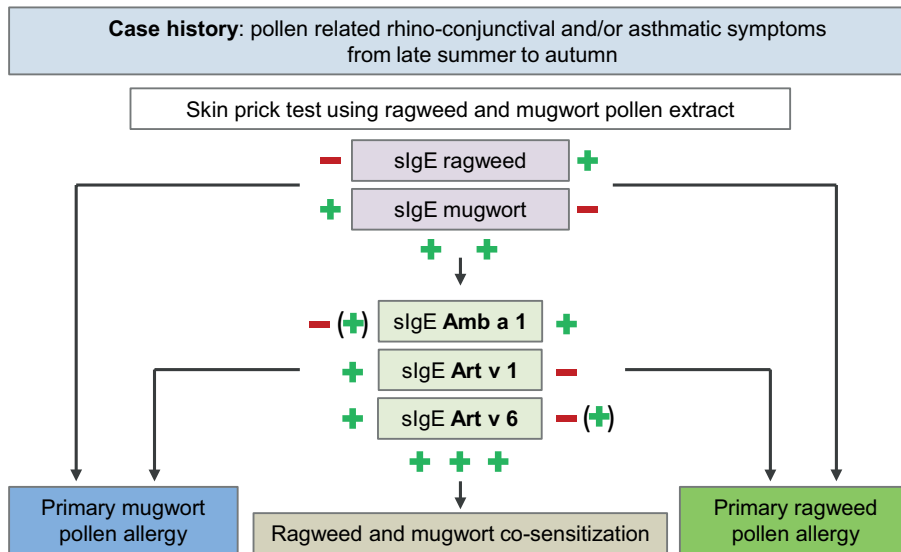 Case history: pollen related rhino-conjunctival and/or asthmatic symptoms
from late summer to autumn
Skin prick test using ragweed and mugwort pollen extract
− sIgE ragweed +
+ sIgE mugwort −
+ +
− (+) sIgE Amb a 1 +
+ sIgE Art v 1 −
+ sIgE Art v 6 − (+)
+ + +
Primary mugwort
pollen allergy
Ragweed and mugwort co-sensitization
Primary ragweed
pollen allergy